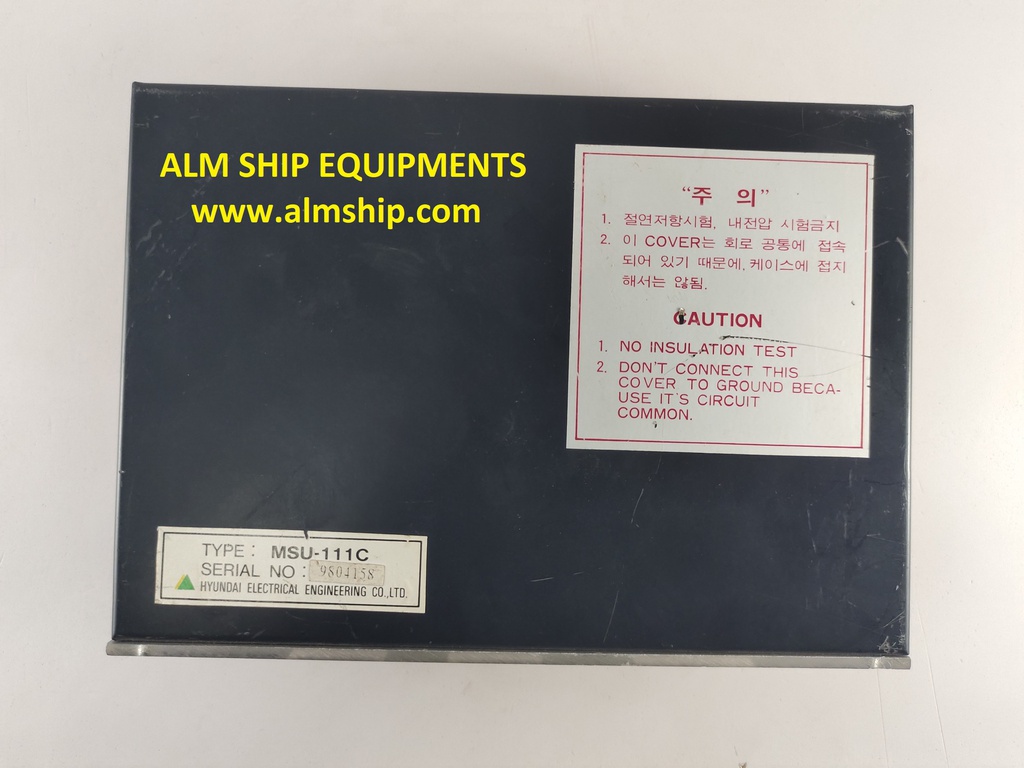 ALM SHIP EQUIPMENTS
www.almship.com
“주 의”
1. 절연저항시험, 내전압 시험금지
2. 이 COVER는 회로 공통에 접속
되어 있기 때문에, 케이스에 접지
해서는 않됨.
CAUTION
1. NO INSULATION TEST
2. DON'T CONNECT THIS
COVER TO GROUND BECA-
USE IT'S CIRCUIT
COMMON.
TYPE : MSU-111C
SERIAL NO : 9804158
HYUNDAI ELECTRICAL ENGINEERING CO.,LTD.